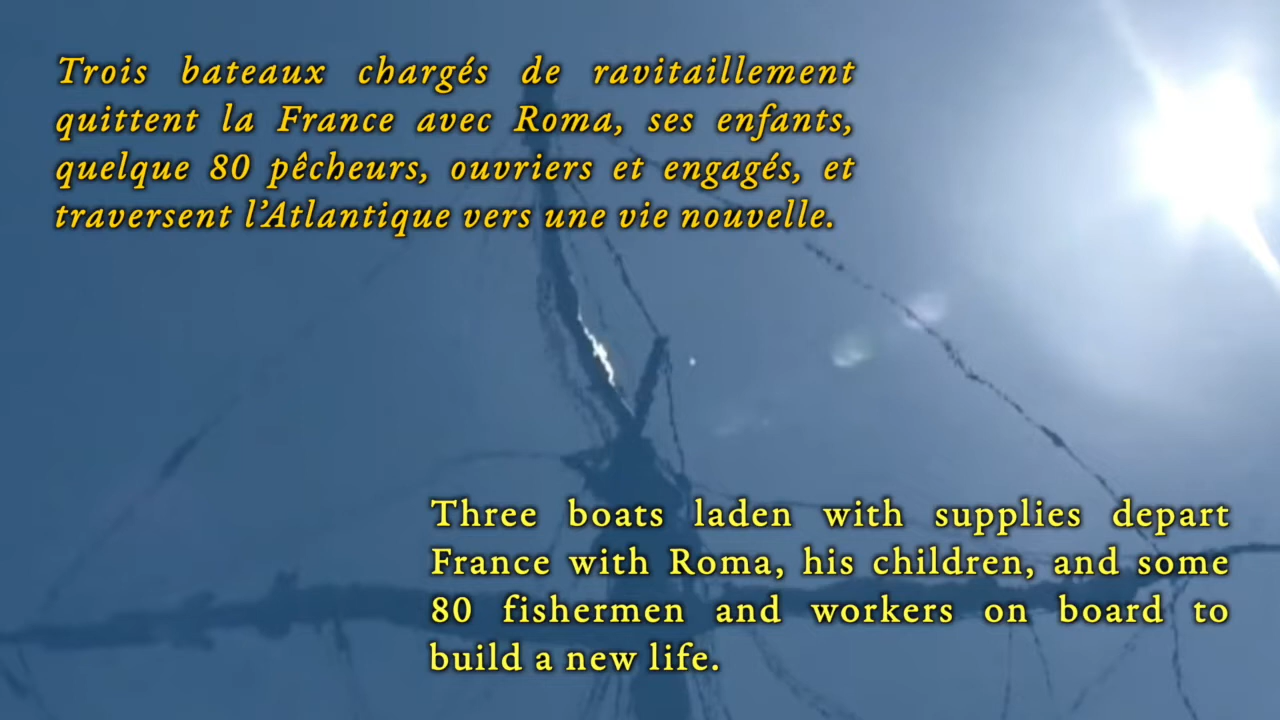 Trois bateaux chargés de ravitaillement
quittent la France avec Roma, ses enfants,
quelque 80 pêcheurs, ouvriers et engagés, et
traversent l’Atlantique vers une vie nouvelle.
Three boats laden with supplies depart
France with Roma, his children, and some
80 fishermen and workers on board to
build a new life.